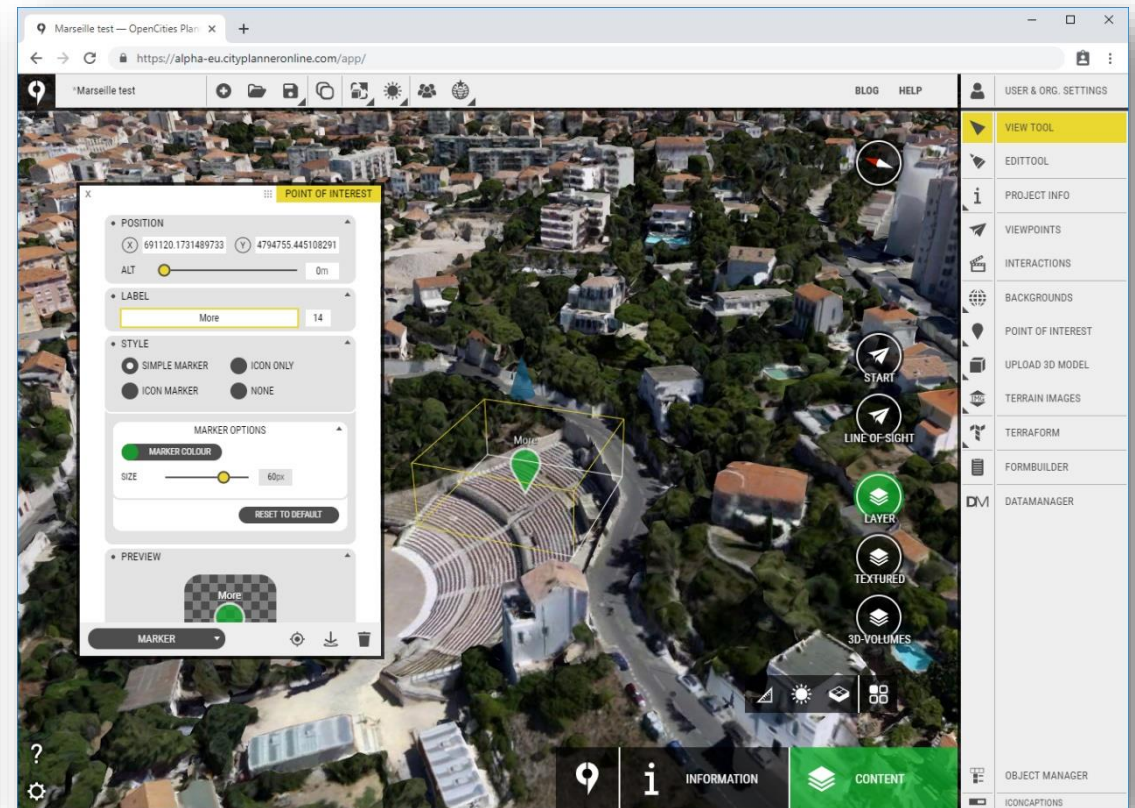 Marseille test — OpenCities Plan
https://alpha-eu.cityplanneronline.com/app/
*Marseille test
BLOG HELP
USER & ORG. SETTINGS
VIEW TOOL
EDITTOOL
PROJECT INFO
VIEWPOINTS
INTERACTIONS
BACKGROUNDS
POINT OF INTEREST
UPLOAD 3D MODEL
TERRAIN IMAGES
TERRAFORM
FORMBUILDER
DM DATAMANAGER
OBJECT MANAGER
ICONCAPTIONS
x POINT OF INTEREST
POSITION
X 691120.1731489733 Y 4794755.445108291
ALT 0m
LABEL
More 14
STYLE
SIMPLE MARKER ICON ONLY
ICON MARKER NONE
MARKER OPTIONS
MARKER COLOUR
SIZE 60px
RESET TO DEFAULT
PREVIEW
More
MARKER
More
START
LINE OF SIGHT
LAYER
TEXTURED
3D-VOLUMES
?
i INFORMATION
CONTENT